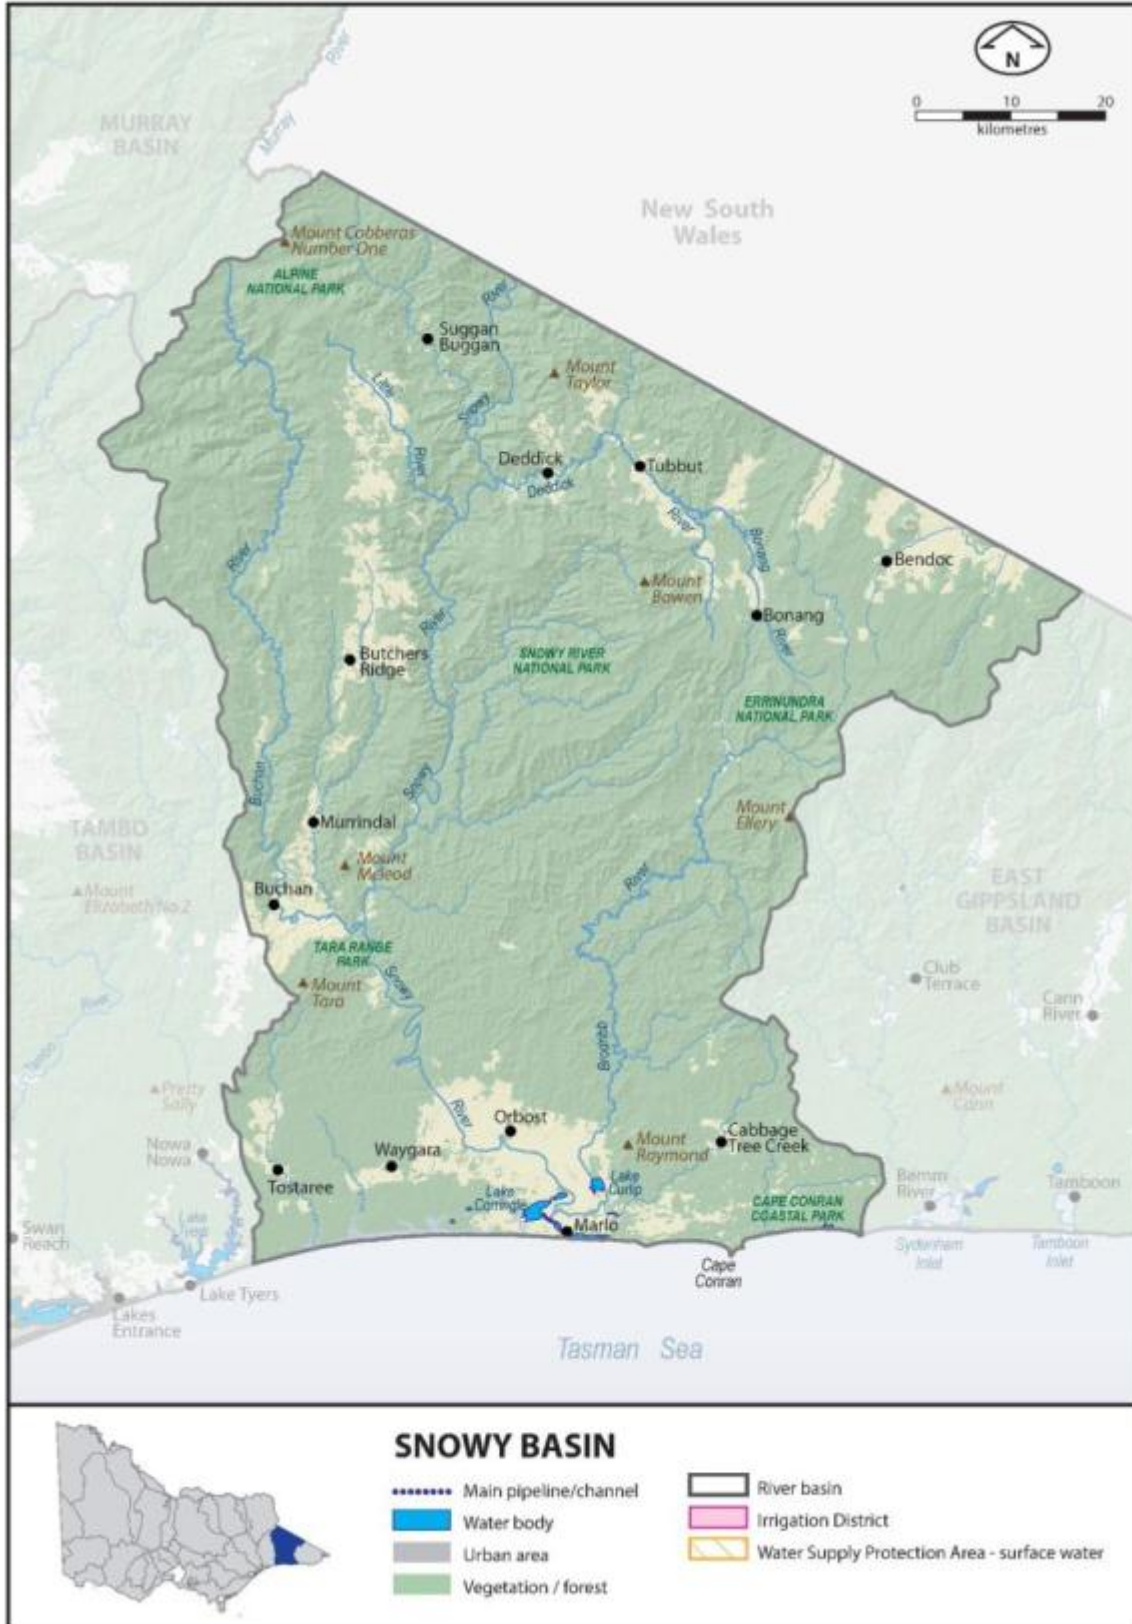 River
N
0 10 20
kilometres
MURRAY
BASIN
Murray
New South
Wales
Mount Cobberas
Number One
ALPINE
NATIONAL PARK
River
Suggan
Buggan
Mount
Taylor
Little
Snowy
River
Deddick
Tubbut
Deddick
River
Bonang
Bendoc
River
Mount
Bowen
Bonang
River
River
Butchers
Ridge
SNOWY RIVER
NATIONAL PARK
ERRINUNDRA
NATIONAL PARK
Buchan
Snowy
Mount
Ellery
Murrindal
TAMBO
BASIN
Mount
Mcleod
River
Mount
Elizabeth No.2
Buchan
EAST
GIPPSLAND
BASIN
TARA RANGE
PARK
Snowy
Mount
Tara
Club
Terrace
Cann
River
River
Tambo
Brodribb
Pretty
Sally
Mount
Cann
River
Orbost
Nowa
Nowa
Waygara
Mount
Raymond
Cabbage
Tree Creek
Tostaree
Lake
Curlip
Lake
Corringle
Bemm
River
Tamboon
CAPE CONRAN
COASTAL PARK
Lake
Tyers
Marlo
Swan
Reach
Sydenham
Inlet
Tamboon
Inlet
Cape
Conran
Lake Tyers
Lakes
Entrance
Tasman Sea
SNOWY BASIN
Main pipeline/channel
Water body
Urban area
Vegetation / forest
River basin
Irrigation District
Water Supply Protection Area - surface water